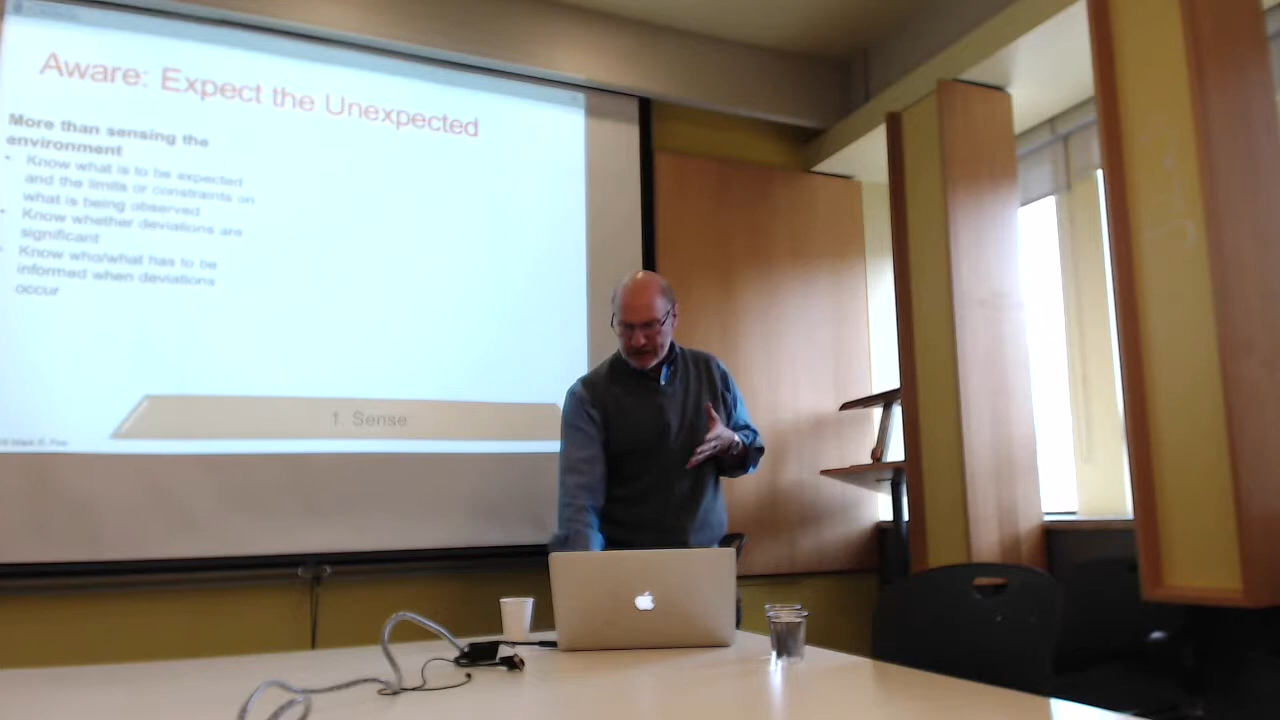 Aware: Expect the Unexpected
More than sensing the
environment
• Know what is to be expected
and the limits or constraints on
what is being observed
• Know whether deviations are
significant
• Know who/what has to be
informed when deviations
occur
1. Sense